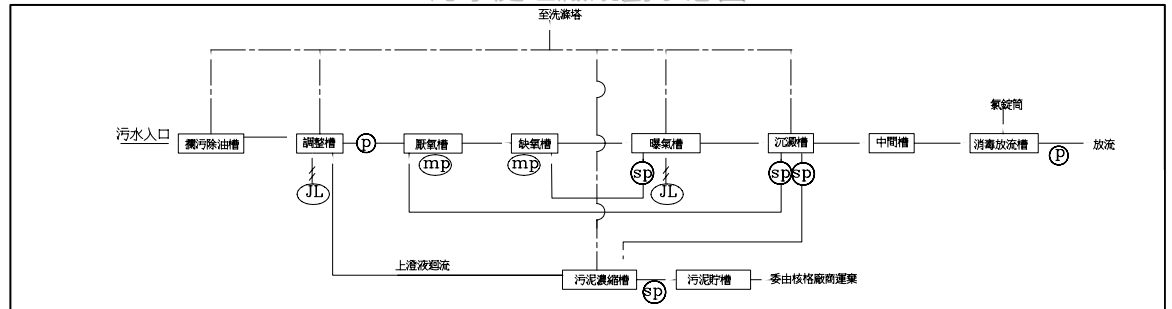 至洗滌塔
氯錠筒
污水入口
攔污除油槽
調整槽
P
厭氧槽
缺氧槽
曝氣槽
沉澱槽
中間槽
消毒放流槽
P
放流
JL
mp
mp
sp
JL
sp
sp
上澄液迴流
污泥濃縮槽
sp
污泥貯槽
委由核格廠商運棄